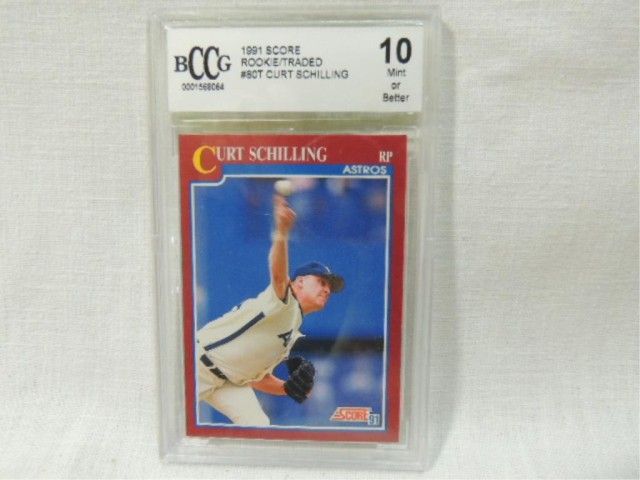 BCCG
0001568064
1991 SCORE
ROOKIE/TRADED
#80T CURT SCHILLING
10
Mint
or
Better
CURT SCHILLING RP
ASTROS
A
SCORE 91